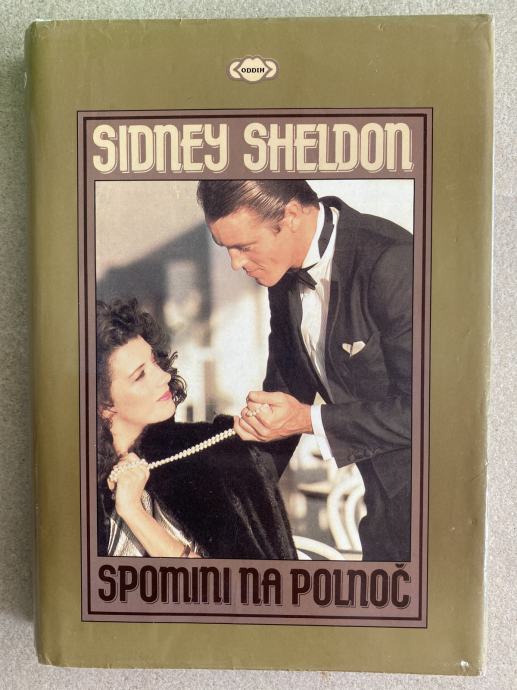 ODDIH
SIDNEY SHELDON
SPOMINI NA POLNOČ